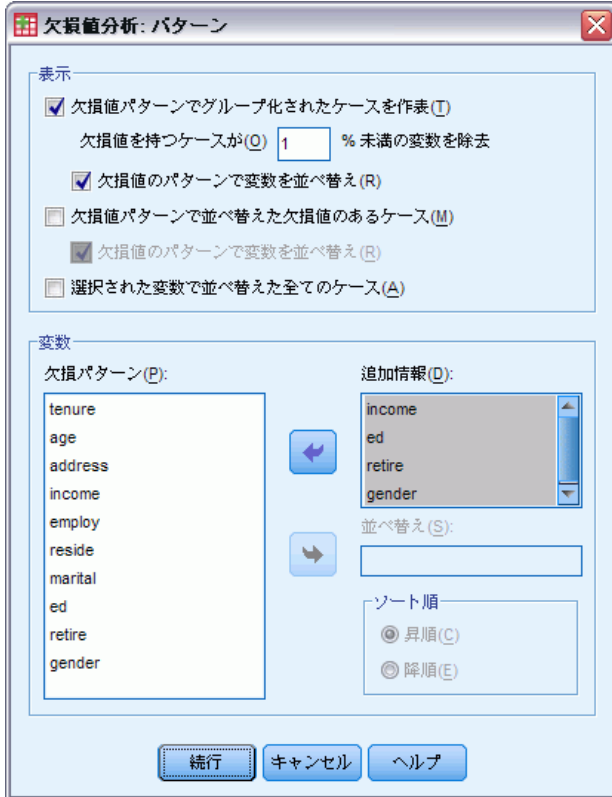 欠損値分析: パターン
表示
欠損値パターンでグループ化されたケースを作表(T)
欠損値を持つケースが(O) 1 % 未満の変数を除去
欠損値のパターンで変数を並べ替え(R)
欠損値パターンで並べ替えた欠損値のあるケース(M)
欠損値のパターンで変数を並べ替え(R)
選択された変数で並べ替えた全てのケース(A)
変数
欠損パターン(P):
tenure
age
address
income
employ
reside
marital
ed
retire
gender
追加情報(D):
income
ed
retire
gender
並べ替え(S):
ソート順
昇順(C)
降順(E)
続行
キャンセル
ヘルプ